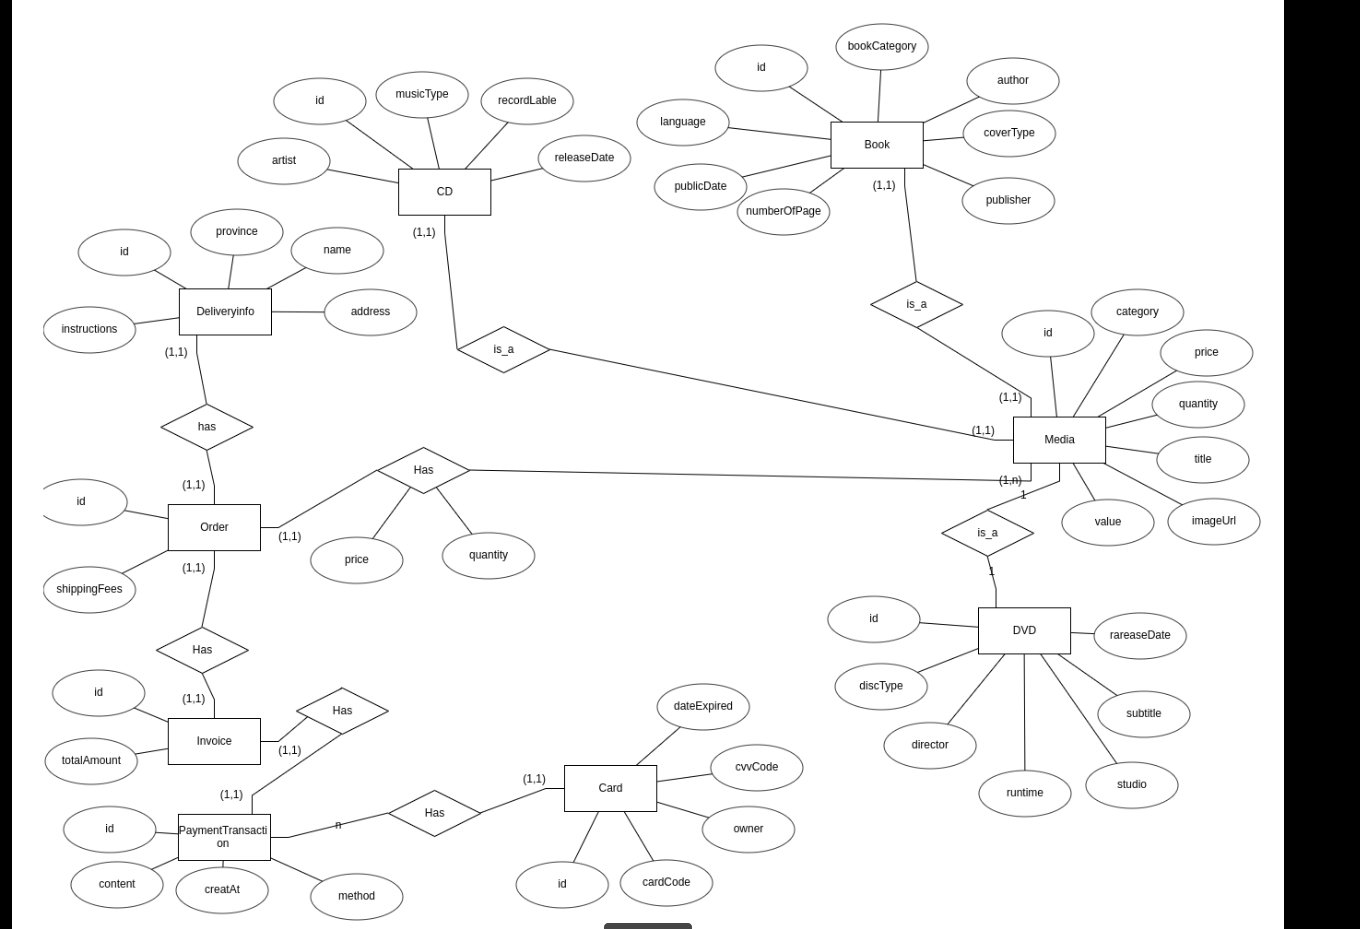 bookCategory
id
author
id
musicType
recordLable
language
coverType
Book
artist
releaseDate
CD
publicDate
(1,1)
numberOfPage
publisher
province
(1,1)
id
name
Deliveryinfo
address
instructions
is_a
category
id
(1,1)
is_a
price
(1,1)
quantity
has
(1,1)
Media
title
Has
(1,1)
(1,n)
1
id
Order
(1,1)
value
imageUrl
is_a
price
quantity
(1,1)
1
shippingFees
id
DVD
rareaseDate
Has
discType
id
(1,1)
Has
dateExpired
subtitle
Invoice
(1,1)
director
totalAmount
cvvCode
(1,1)
(1,1)
Card
runtime
studio
id
PaymentTransacti
on
n
Has
owner
content
creatAt
method
id
cardCode